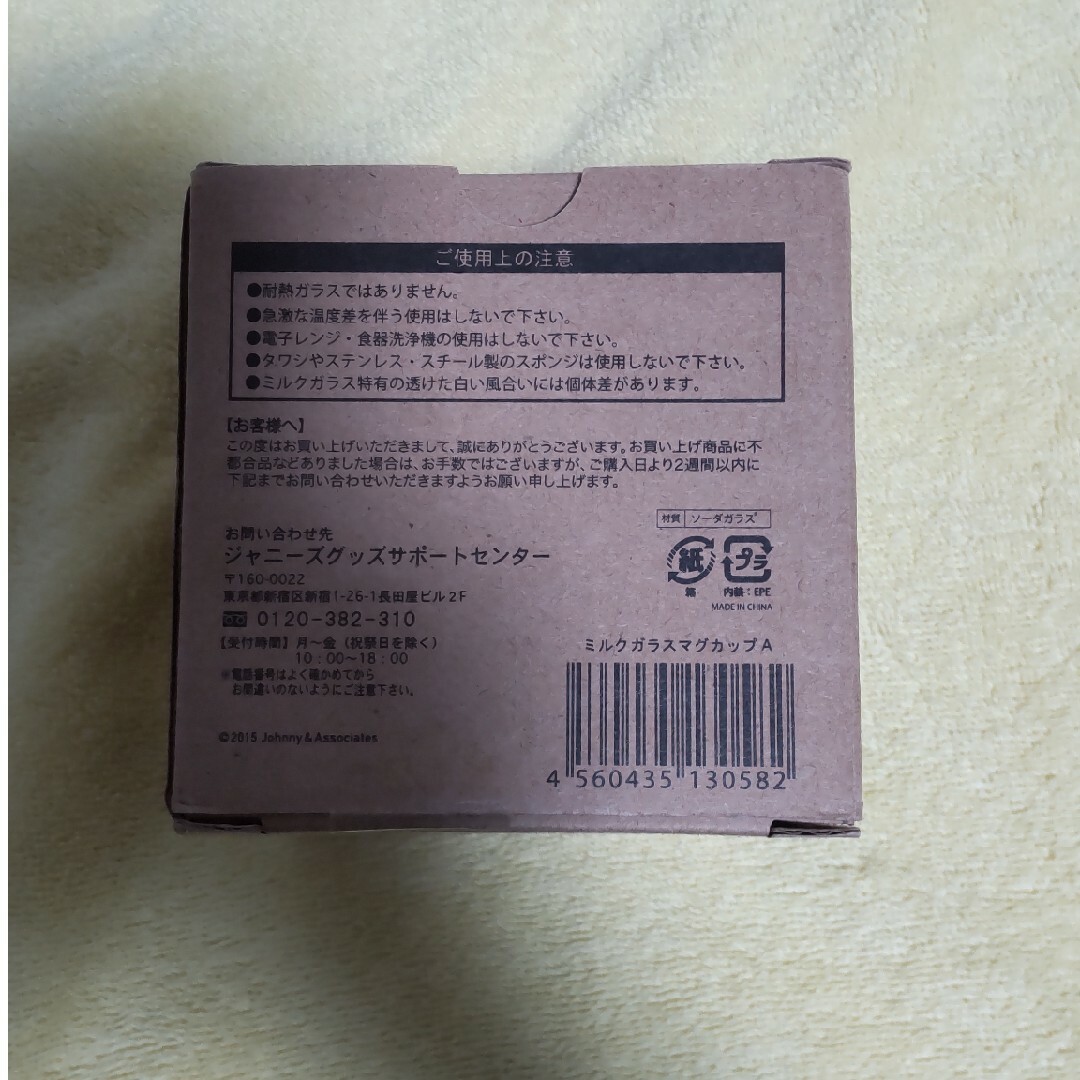 ご使用上の注意
●耐熱ガラスではありません。
●急激な温度差を伴う使用はしないで下さい。
●電子レンジ・食器洗浄機の使用はしないで下さい。
●タワシやステンレス・スチール製のスポンジは使用しないで下さい。
●ミルクガラス特有の透けた白い風合いには個体差があります。
【お客様へ】
この度はお買い上げいただきまして、誠にありがとうございます。お買い上げ商品に不
都合品などありました場合は、お手数ではございますが、ご購入日より2週間以内に
下記までお問い合わせいただきますようお願い申し上げます。
お問い合わせ先
ジャニーズグッズサポートセンター
〒160-0022
東京都新宿区新宿1-26-1長田屋ビル2F
0120-382-310
【受付時間】月〜金（祝祭日を除く）
10：00〜18：00
※電話番号はよく確かめてから
お間違いのないようにご注意下さい。
©2015 Johnny & Associates
材質 ソーダガラス
紙 プラ
箱 内装：EPE
MADE IN CHINA
ミルクガラスマグカップA
4 560435 130582